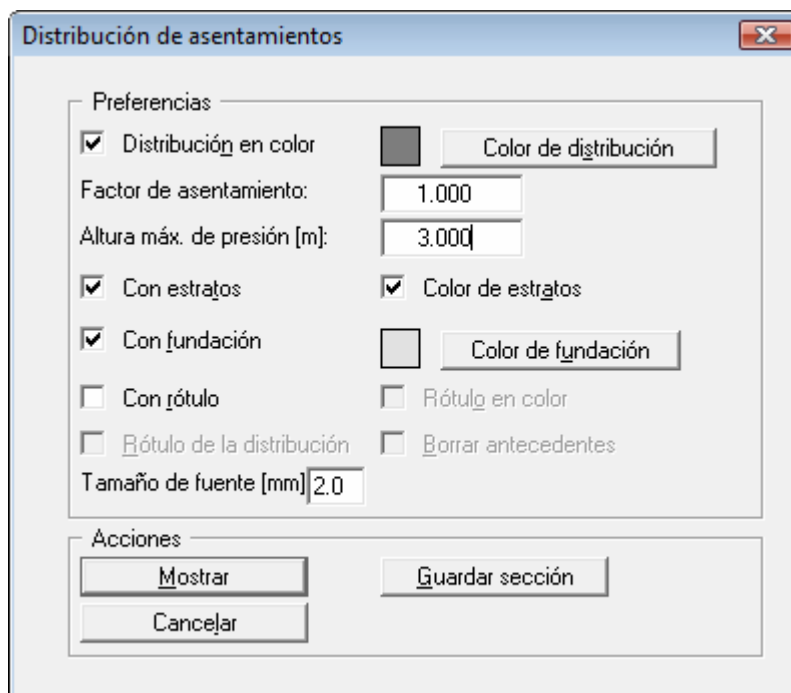 Distribución de asentamientos
Preferencias
Distribución en color Color de distribución
Factor de asentamiento: 1.000
Altura máx. de presión [m]: 3.000
Con estratos Color de estratos
Con fundación Color de fundación
Con rótulo Rótulo en color
Rótulo de la distribución Borrar antecedentes
Tamaño de fuente [mm] 2.0
Acciones
Mostrar Guardar sección
Cancelar